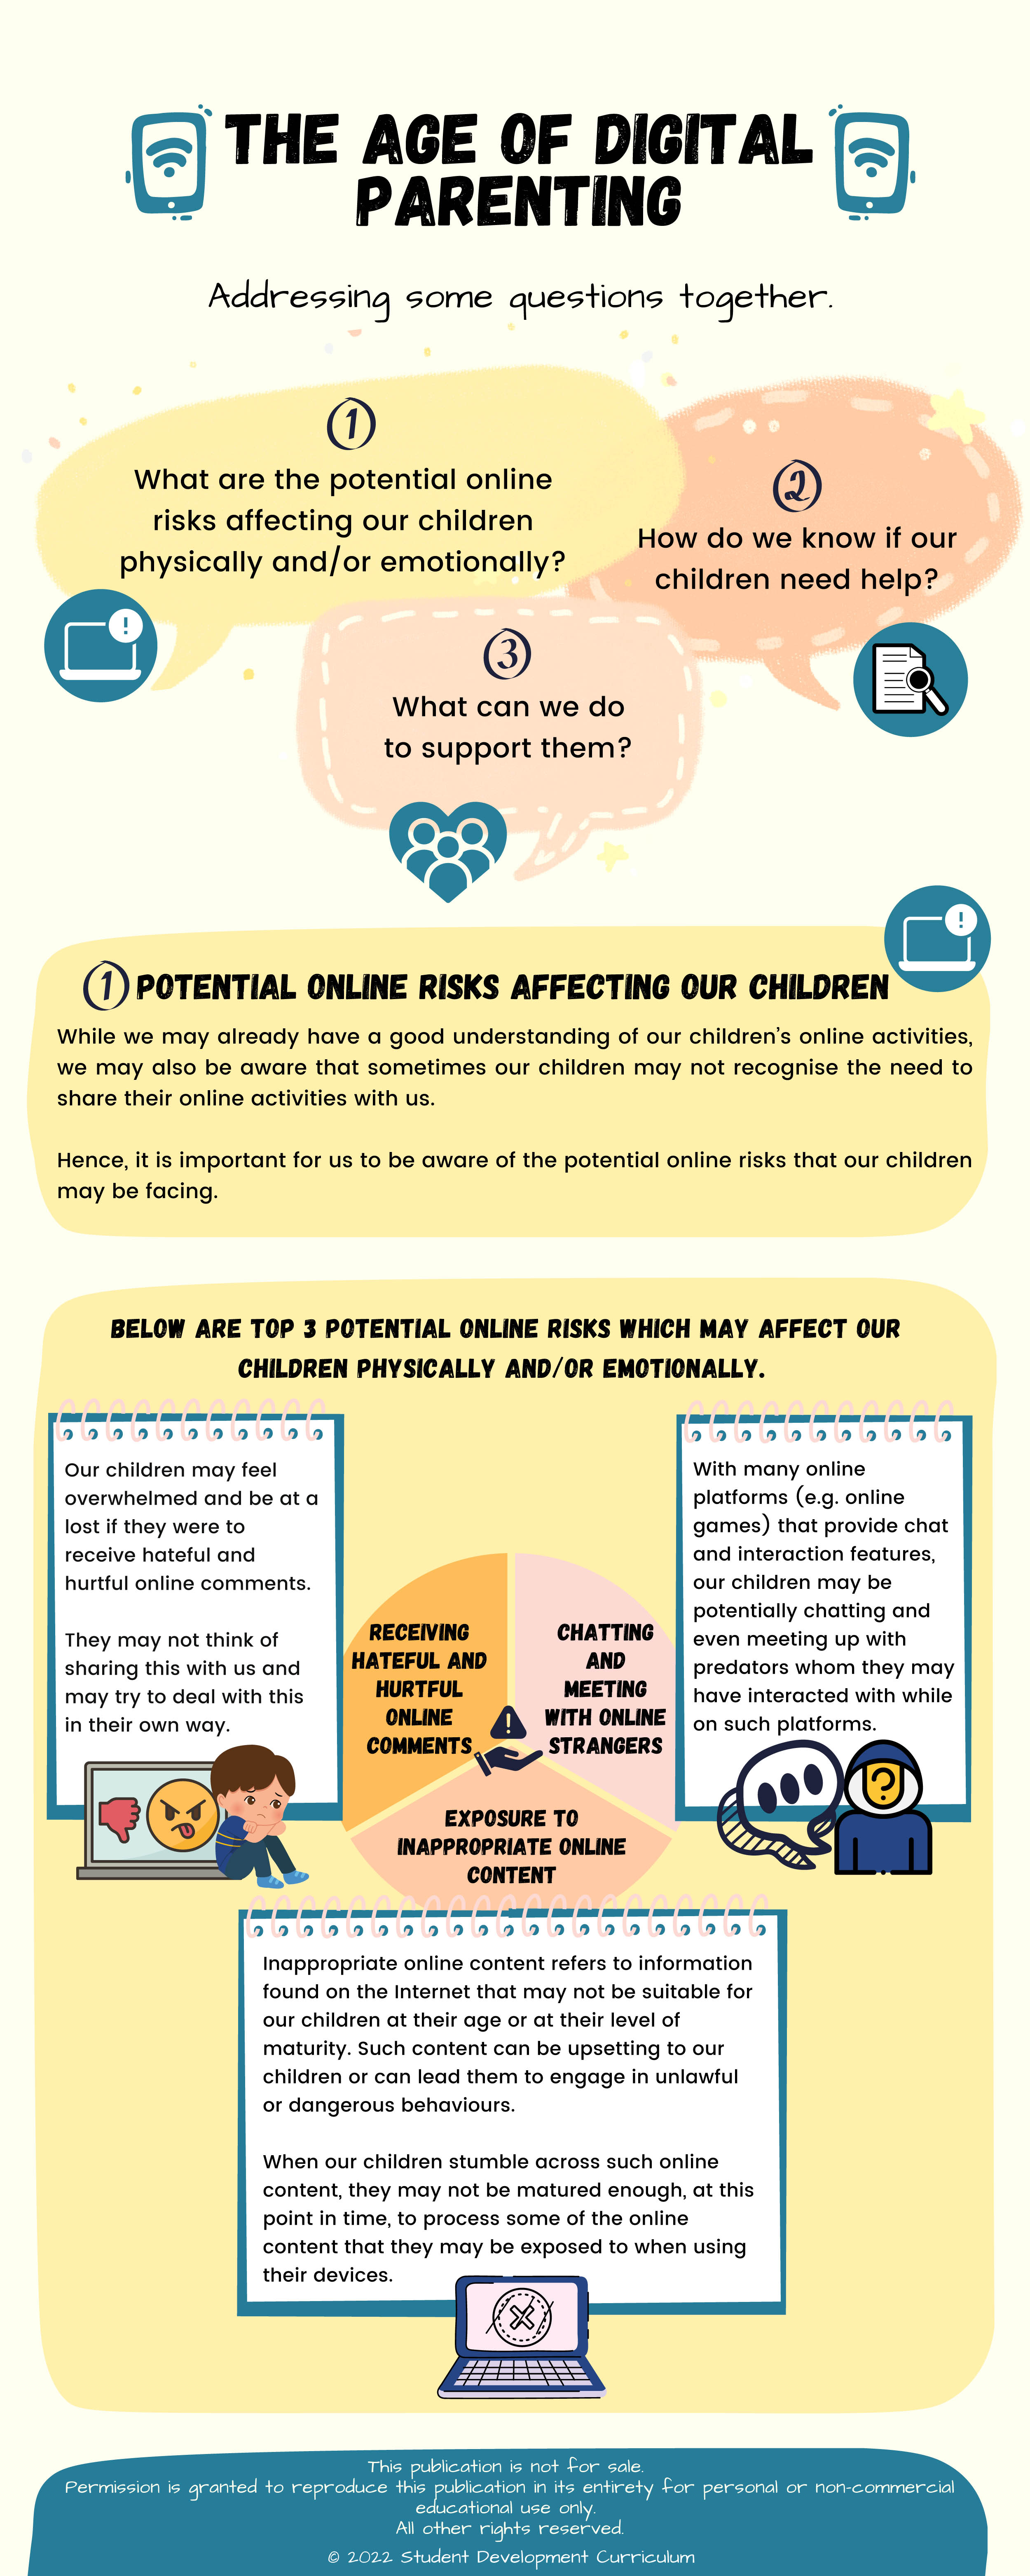 THE AGE OF DIGITAL
PARENTING
Addressing some questions together.
1
What are the potential online
risks affecting our children
physically and/or emotionally?
2
How do we know if our
children need help?
3
What can we do
to support them?
1 POTENTIAL ONLINE RISKS AFFECTING OUR CHILDREN
While we may already have a good understanding of our children's online activities,
we may also be aware that sometimes our children may not recognise the need to
share their online activities with us.
Hence, it is important for us to be aware of the potential online risks that our children
may be facing.
BELOW ARE TOP 3 POTENTIAL ONLINE RISKS WHICH MAY AFFECT OUR
CHILDREN PHYSICALLY AND/OR EMOTIONALLY.
Our children may feel
overwhelmed and be at a
lost if they were to
receive hateful and
hurtful online comments.
They may not think of
sharing this with us and
may try to deal with this
in their own way.
RECEIVING
HATEFUL AND
HURTFUL
ONLINE
COMMENTS
CHATTING
AND
MEETING
WITH ONLINE
STRANGERS
With many online
platforms (e.g. online
games) that provide chat
and interaction features,
our children may be
potentially chatting and
even meeting up with
predators whom they may
have interacted with while
on such platforms.
EXPOSURE TO
INAPPROPRIATE ONLINE
CONTENT
Inappropriate online content refers to information
found on the Internet that may not be suitable for
our children at their age or at their level of
maturity. Such content can be upsetting to our
children or can lead them to engage in unlawful
or dangerous behaviours.
When our children stumble across such online
content, they may not be matured enough, at this
point in time, to process some of the online
content that they may be exposed to when using
their devices.
This publication is not for sale.
Permission is granted to reproduce this publication in its entirety for personal or non-commercial
educational use only.
All other rights reserved.
© 2022 Student Development Curriculum